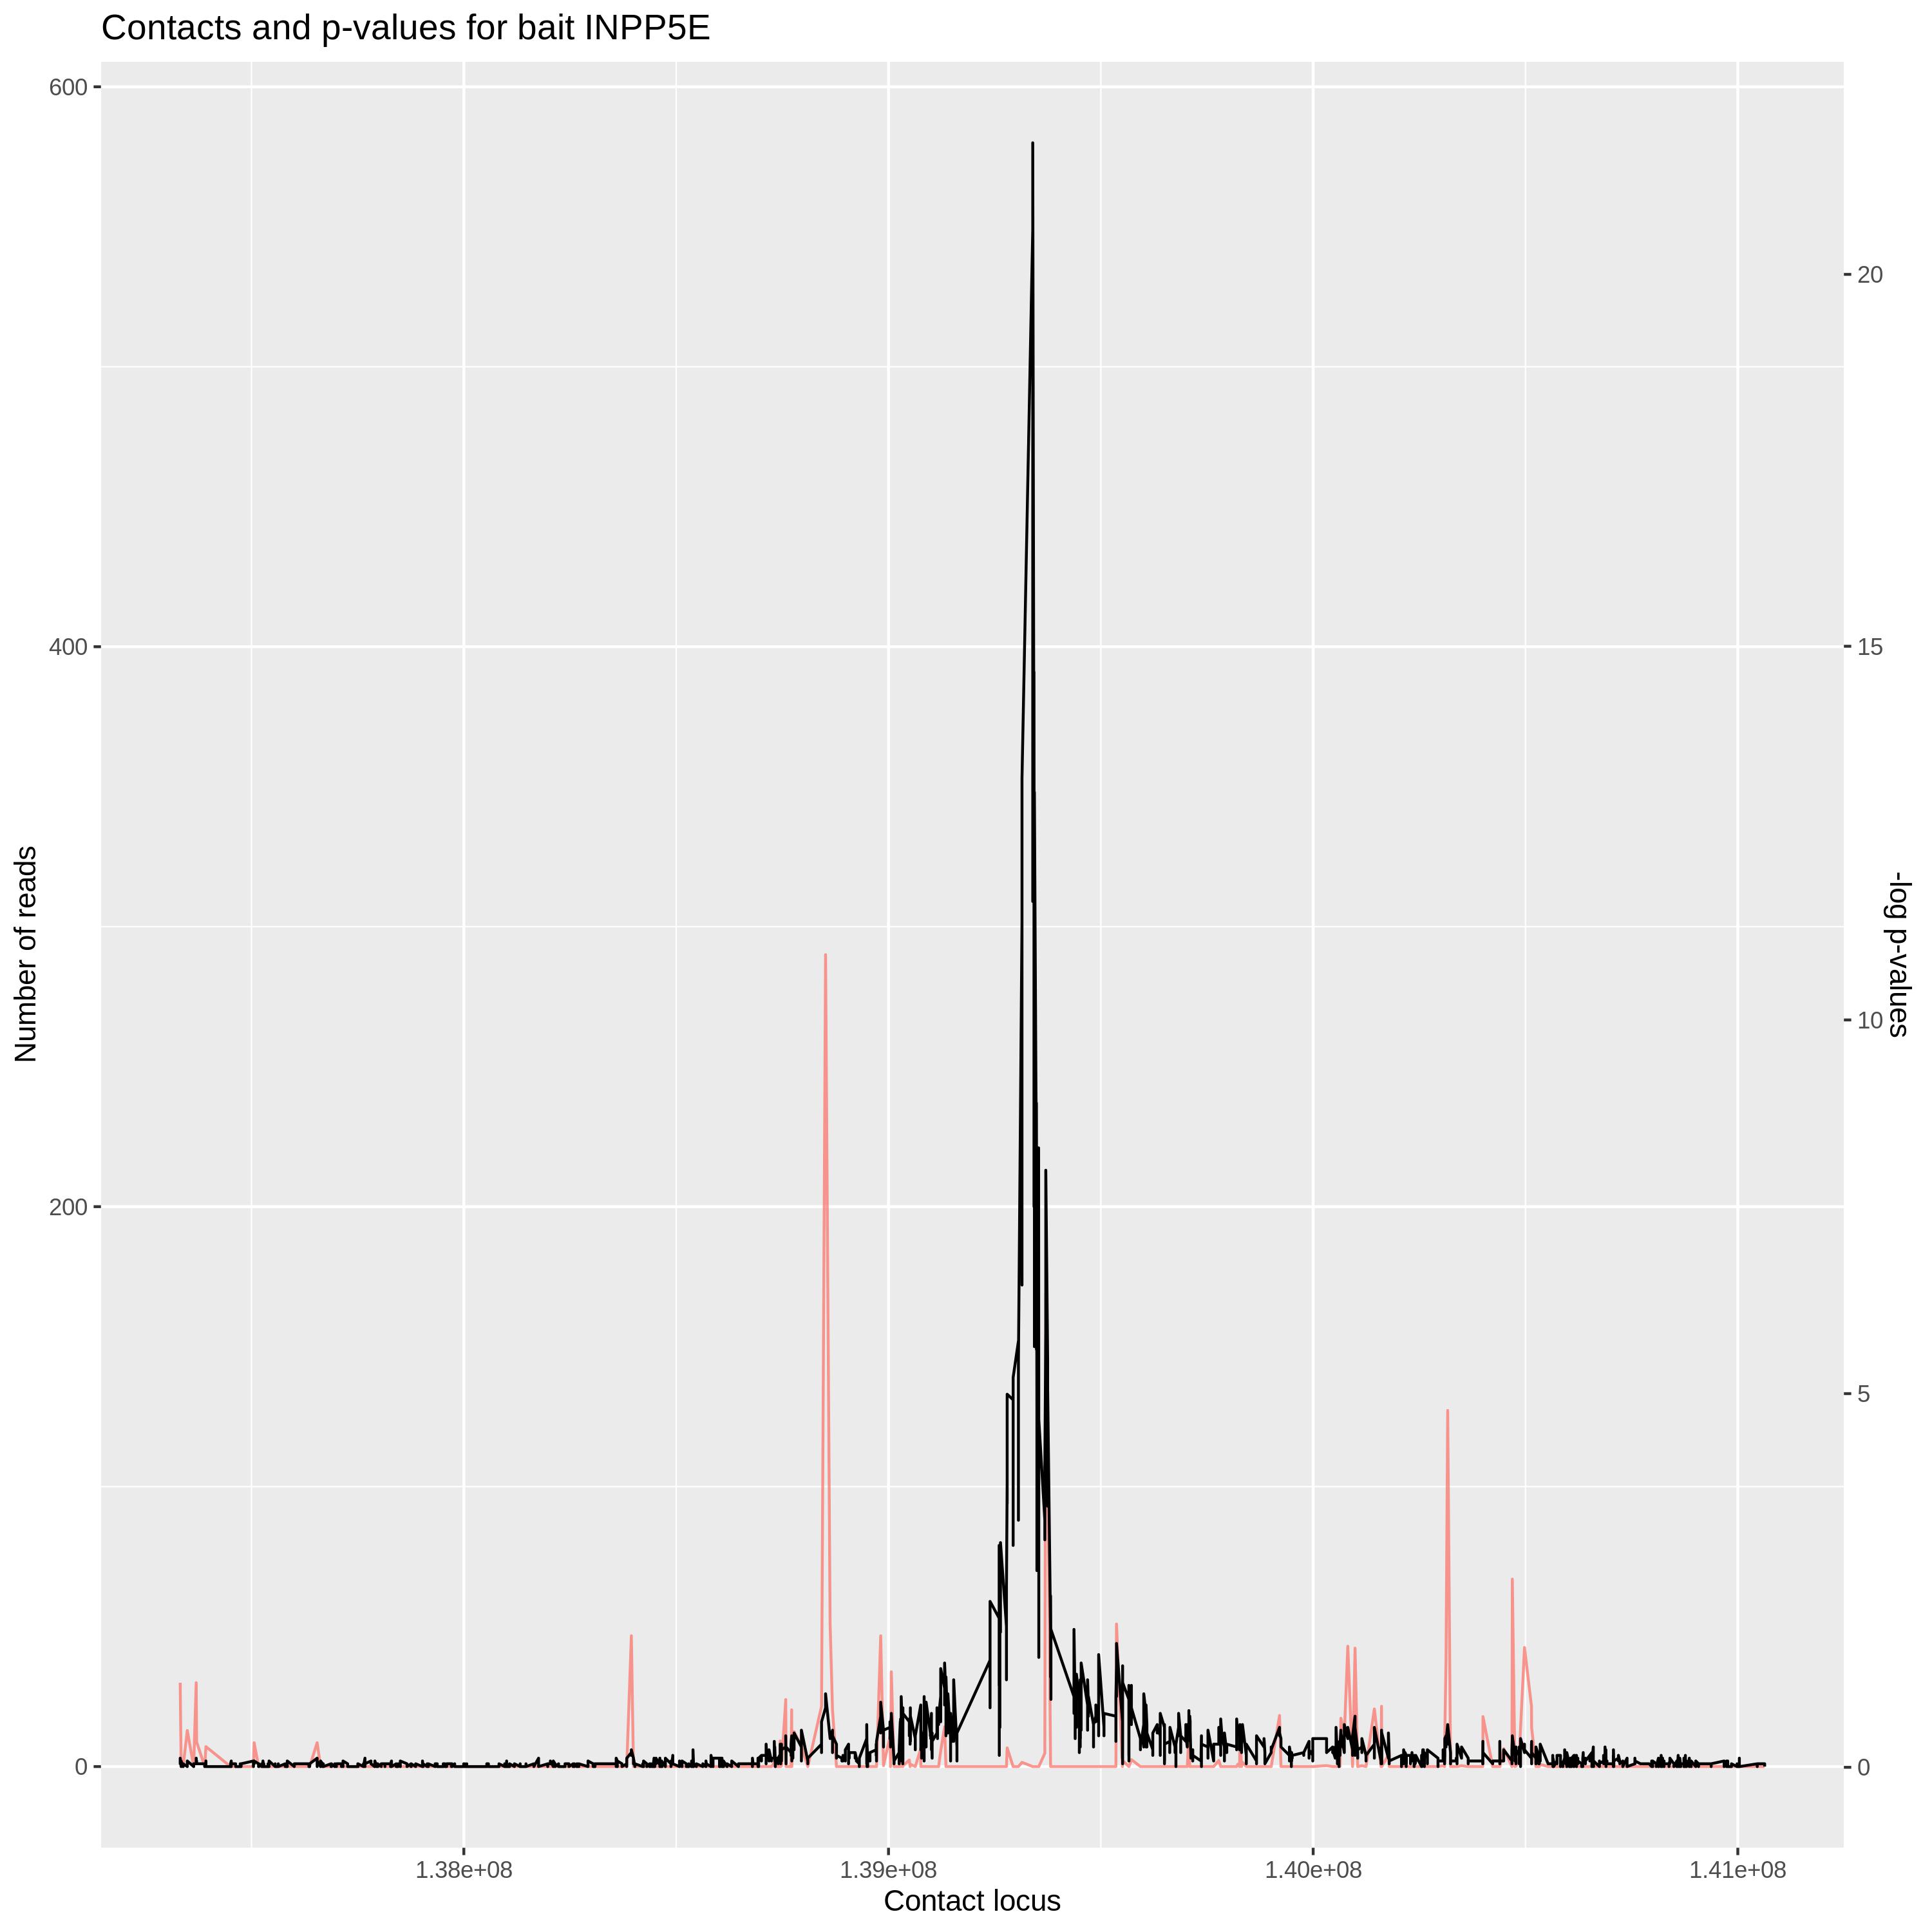 Contacts and p-values for bait INPP5E
600
400
200
0
Number of reads
20
15
10
5
0
-log p-values
1.38e+08
1.39e+08
1.40e+08
1.41e+08
Contact locus